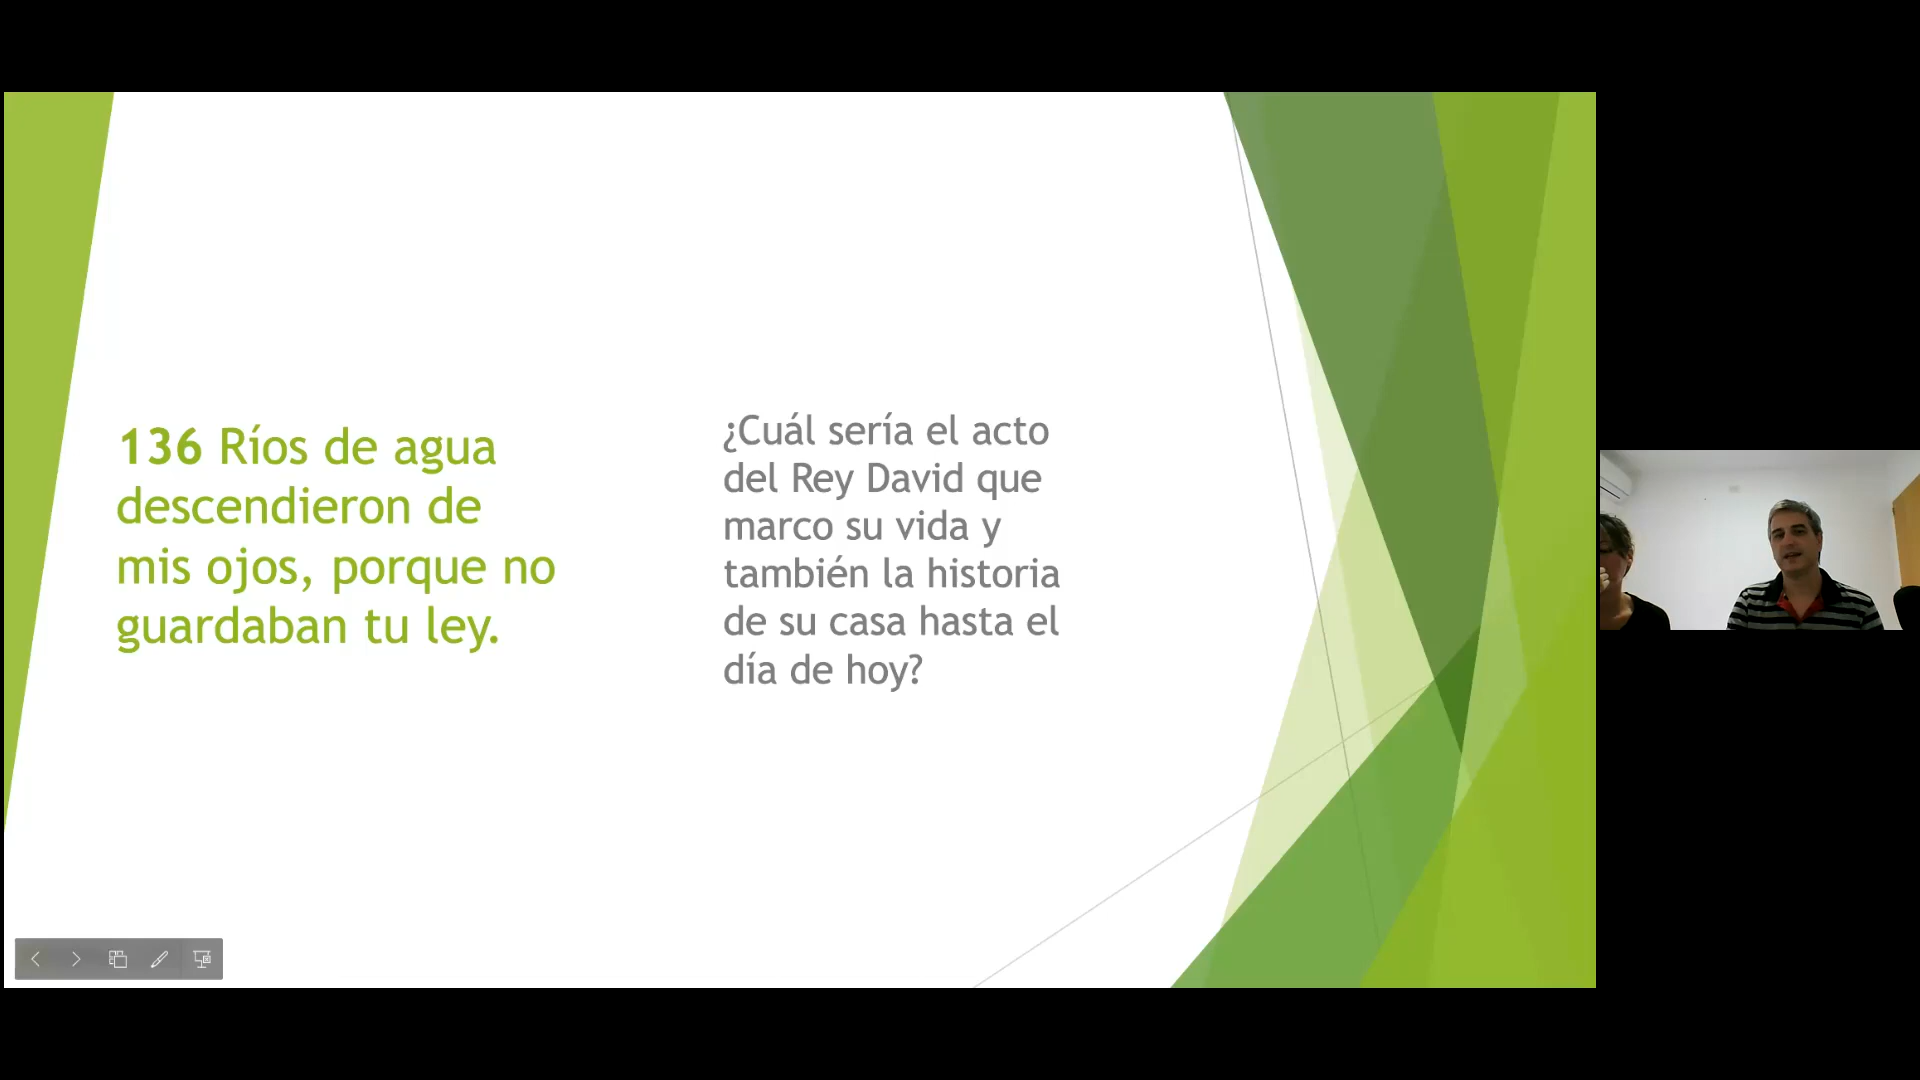 136 Ríos de agua
descendieron de
mis ojos, porque no
guardaban tu ley.
¿Cuál sería el acto
del Rey David que
marco su vida y
también la historia
de su casa hasta el
día de hoy?